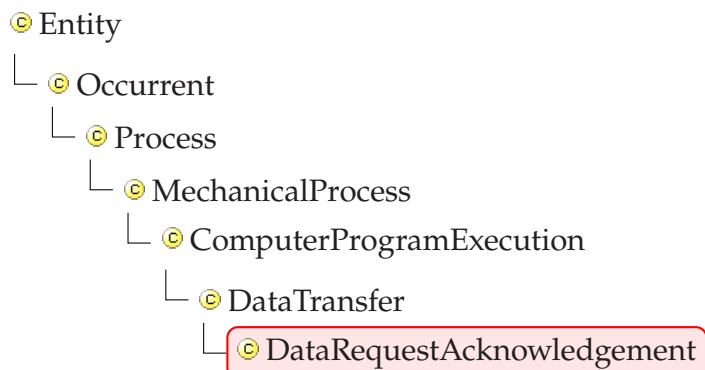 Entity
Occurrent
Process
MechanicalProcess
ComputerProgramExecution
DataTransfer
DataRequestAcknowledgement